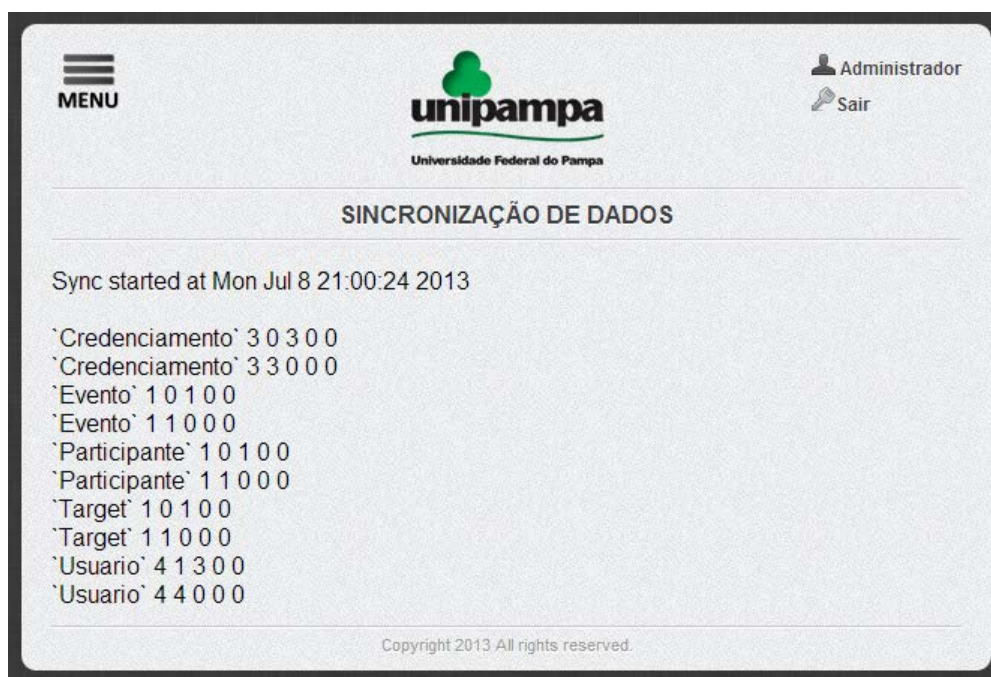 MENU
unipampa
Universidade Federal do Pampa
Administrador
Sair
SINCRONIZAÇÃO DE DADOS
Sync started at Mon Jul 8 21:00:24 2013
`Credenciamento` 3 0 3 0 0
`Credenciamento` 3 3 0 0 0
`Evento` 1 0 1 0 0
`Evento` 1 1 0 0 0
`Participante` 1 0 1 0 0
`Participante` 1 1 0 0 0
`Target` 1 0 1 0 0
`Target` 1 1 0 0 0
`Usuario` 4 1 3 0 0
`Usuario` 4 4 0 0 0
Copyright 2013 All rights reserved.